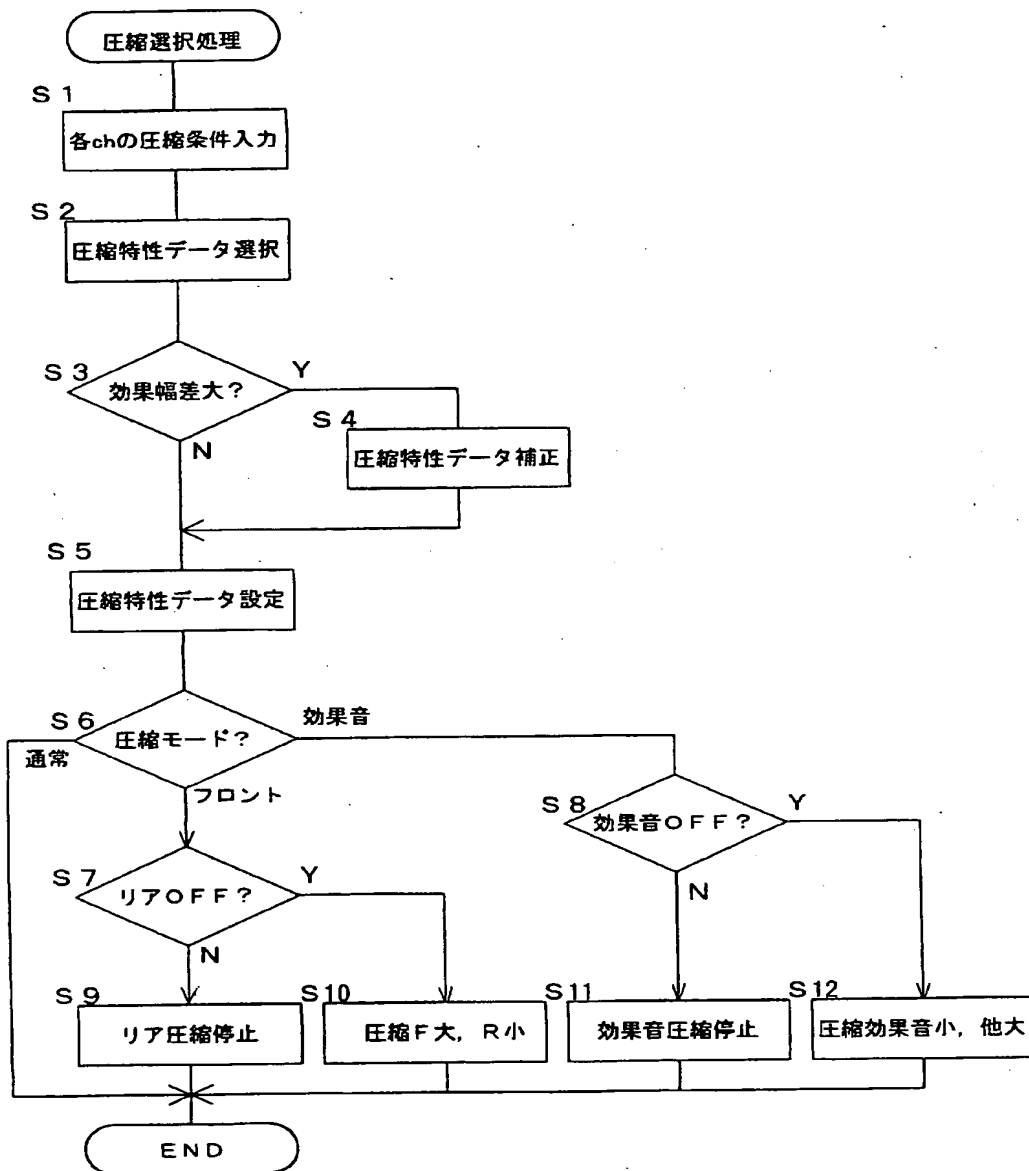 圧縮選択処理
S1
各chの圧縮条件入力
S2
圧縮特性データ選択
S3
効果幅差大?
Y
N
S4
圧縮特性データ補正
S5
圧縮特性データ設定
S6
圧縮モード?
通常
フロント
効果音
S7
リアOFF?
Y
N
S8
効果音OFF?
Y
N
S9
リア圧縮停止
S10
圧縮F大,R小
S11
効果音圧縮停止
S12
圧縮効果音小,他大
END